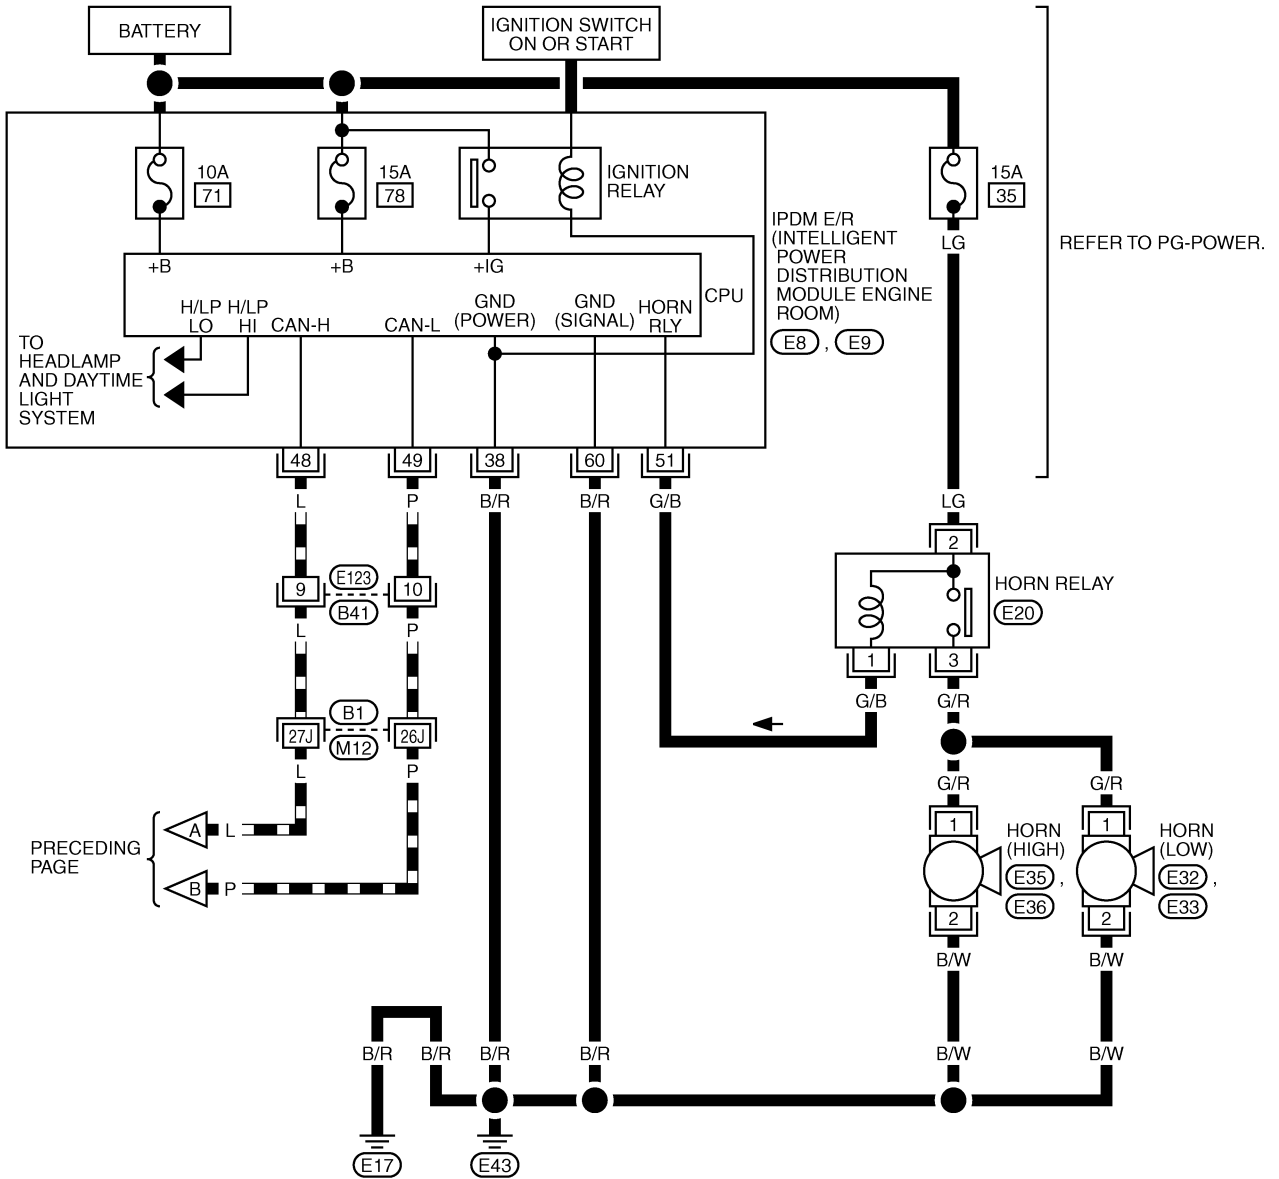 BATTERY
IGNITION SWITCH
ON OR START
10A
71
15A
78
IGNITION
RELAY
15A
35
LG
REFER TO PG-POWER.
IPDM E/R
(INTELLIGENT
POWER
DISTRIBUTION
MODULE ENGINE
ROOM)
E8 , E9
+B
+B
+IG
CPU
H/LP
LO
H/LP
HI
CAN-H
CAN-L
GND
(POWER)
GND
(SIGNAL)
HORN
RLY
TO
HEADLAMP
AND DAYTIME
LIGHT
SYSTEM
48
49
38
60
51
L
P
B/R
B/R
G/B
LG
2
HORN RELAY
E20
9
E123
B41
10
L
P
1
3
G/B
G/R
27J
B1
M12
26J
L
P
G/R
G/R
1
HORN
(HIGH)
E35 ,
E36
2
1
HORN
(LOW)
E32 ,
E33
2
PRECEDING
PAGE
A
L
B
P
B/W
B/W
B/R
B/R
B/R
B/R
B/W
B/W
E17
E43